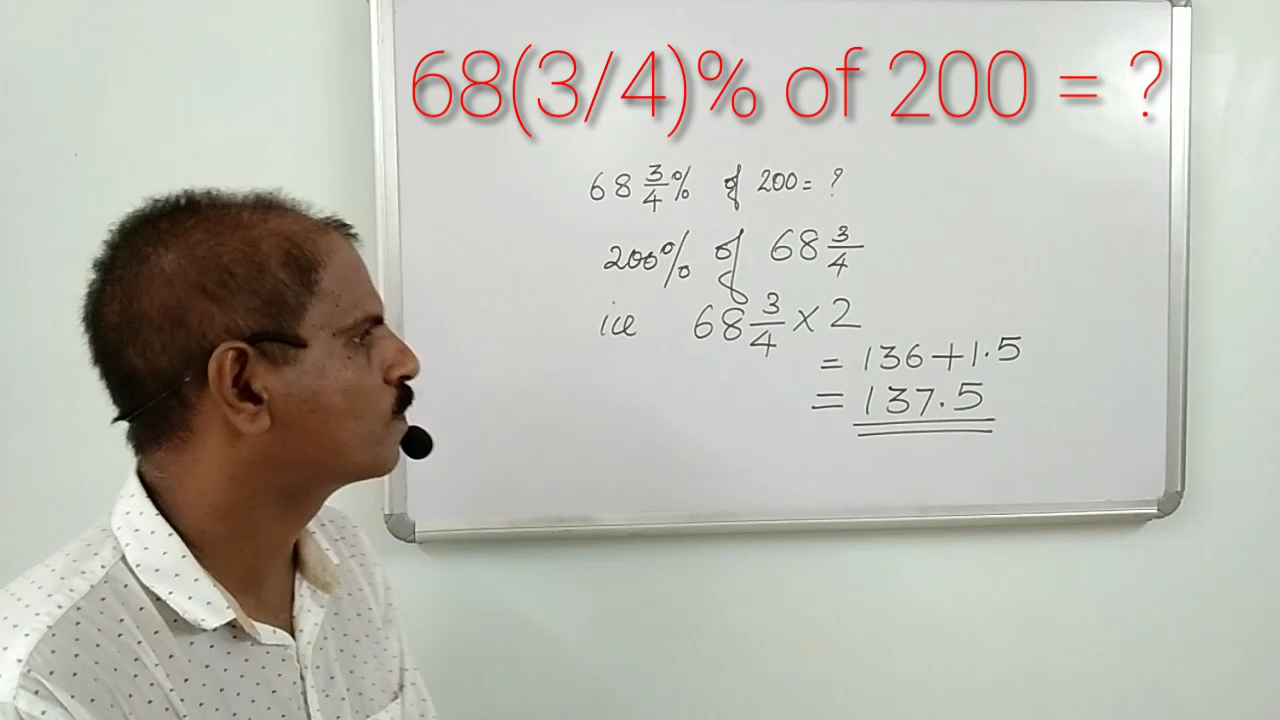 68(3/4)% of 200 = ?
68 3/4 % of 200 = ?
200% of 68 3/4
ie 68 3/4 × 2
= 136 + 1.5
= 137.5